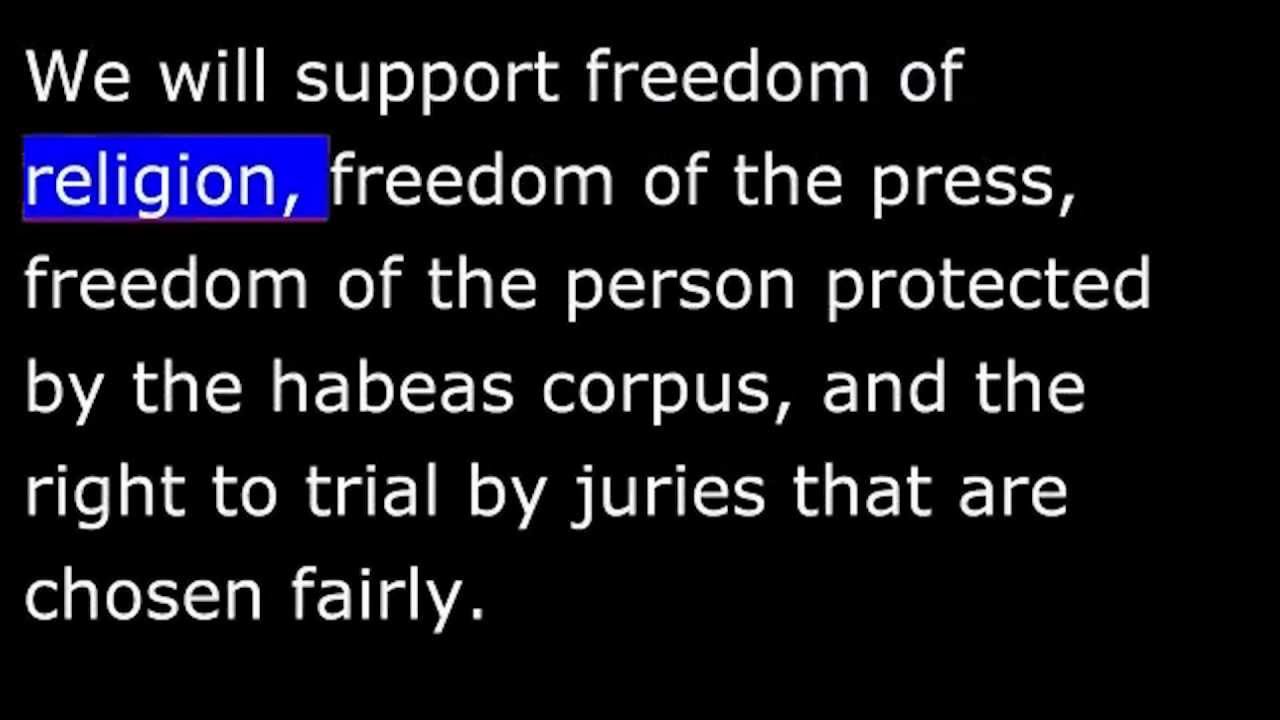 We will support freedom of
religion, freedom of the press,
freedom of the person protected
by the habeas corpus, and the
right to trial by juries that are
chosen fairly.